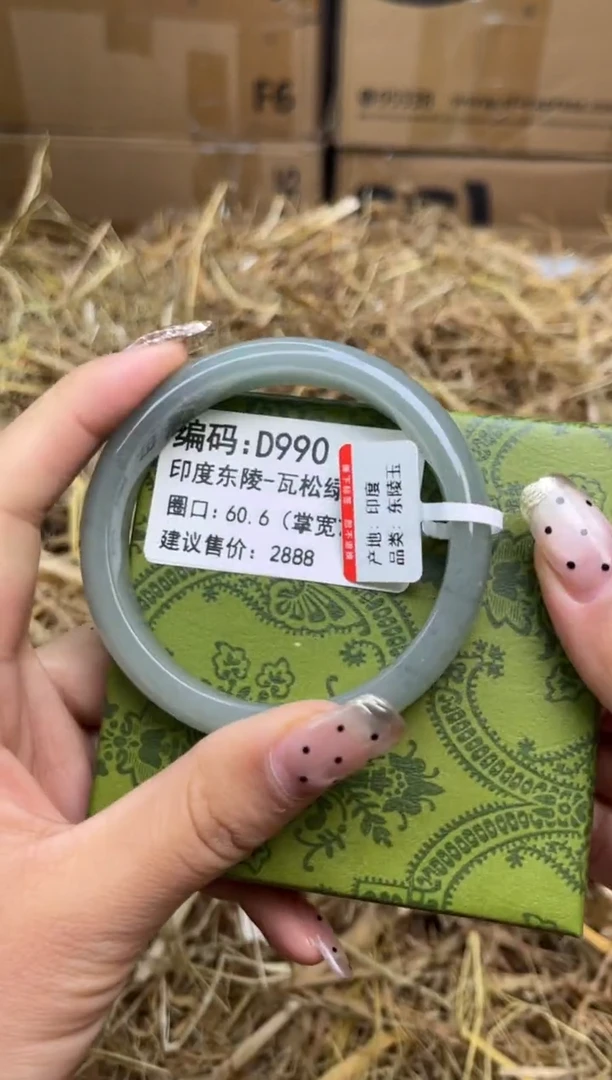 F6
编码:D990
印度东陵-瓦松绿
圈口:60.6 (掌宽
建议售价: 2888
产地: 印度
品类: 东陵玉